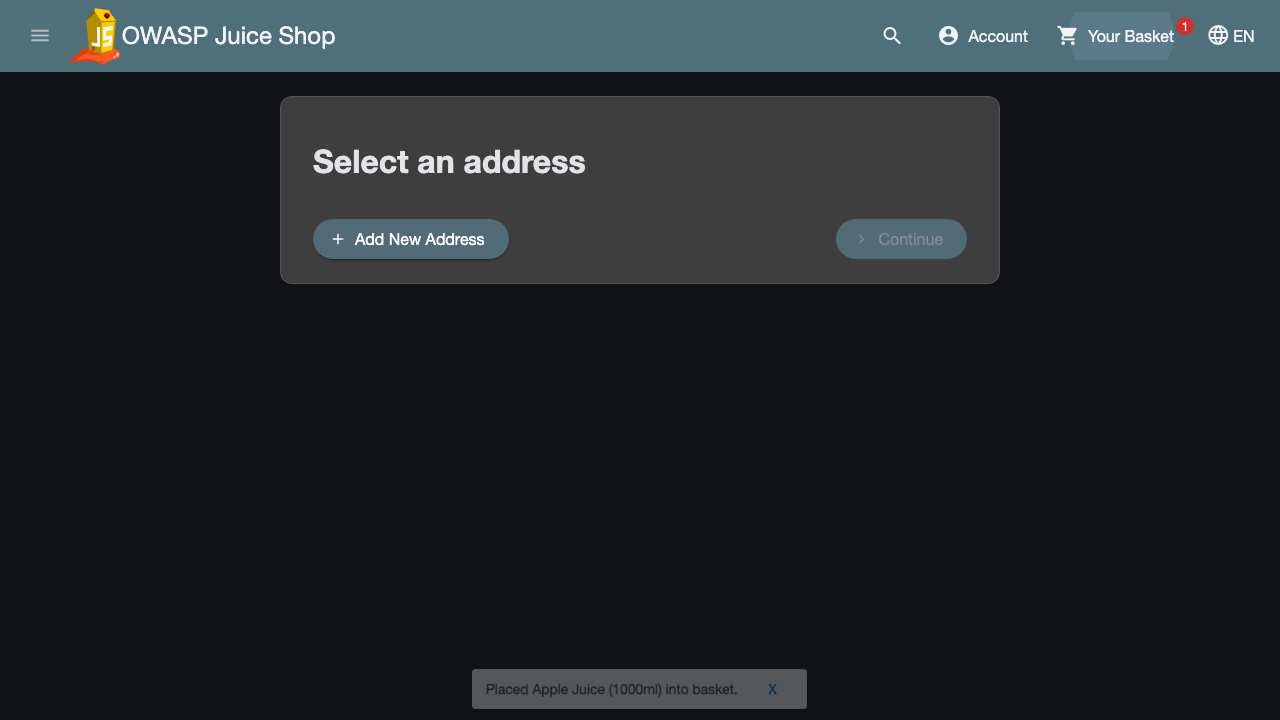 OWASP Juice Shop
Account
Your Basket
1
EN
Select an address
Add New Address
Continue
Placed Apple Juice (1000ml) into basket.
X